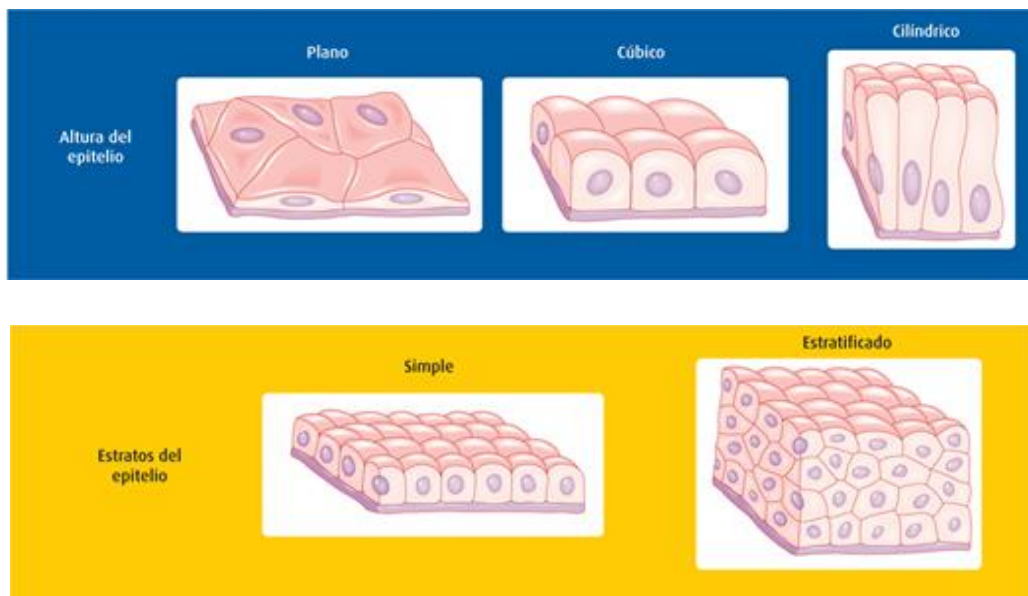 Cilíndrico
Plano
Cúbico
Altura del
epitelio
Estratificado
Simple
Estratos del
epitelio